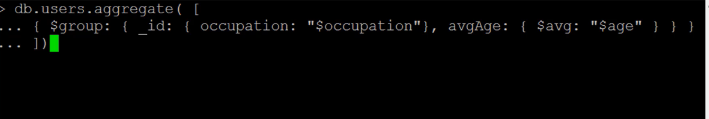 > db.users.aggregate( [
... { $group: { _id: { occupation: "$occupation"}, avgAge: { $avg: "$age" } } }
... ])